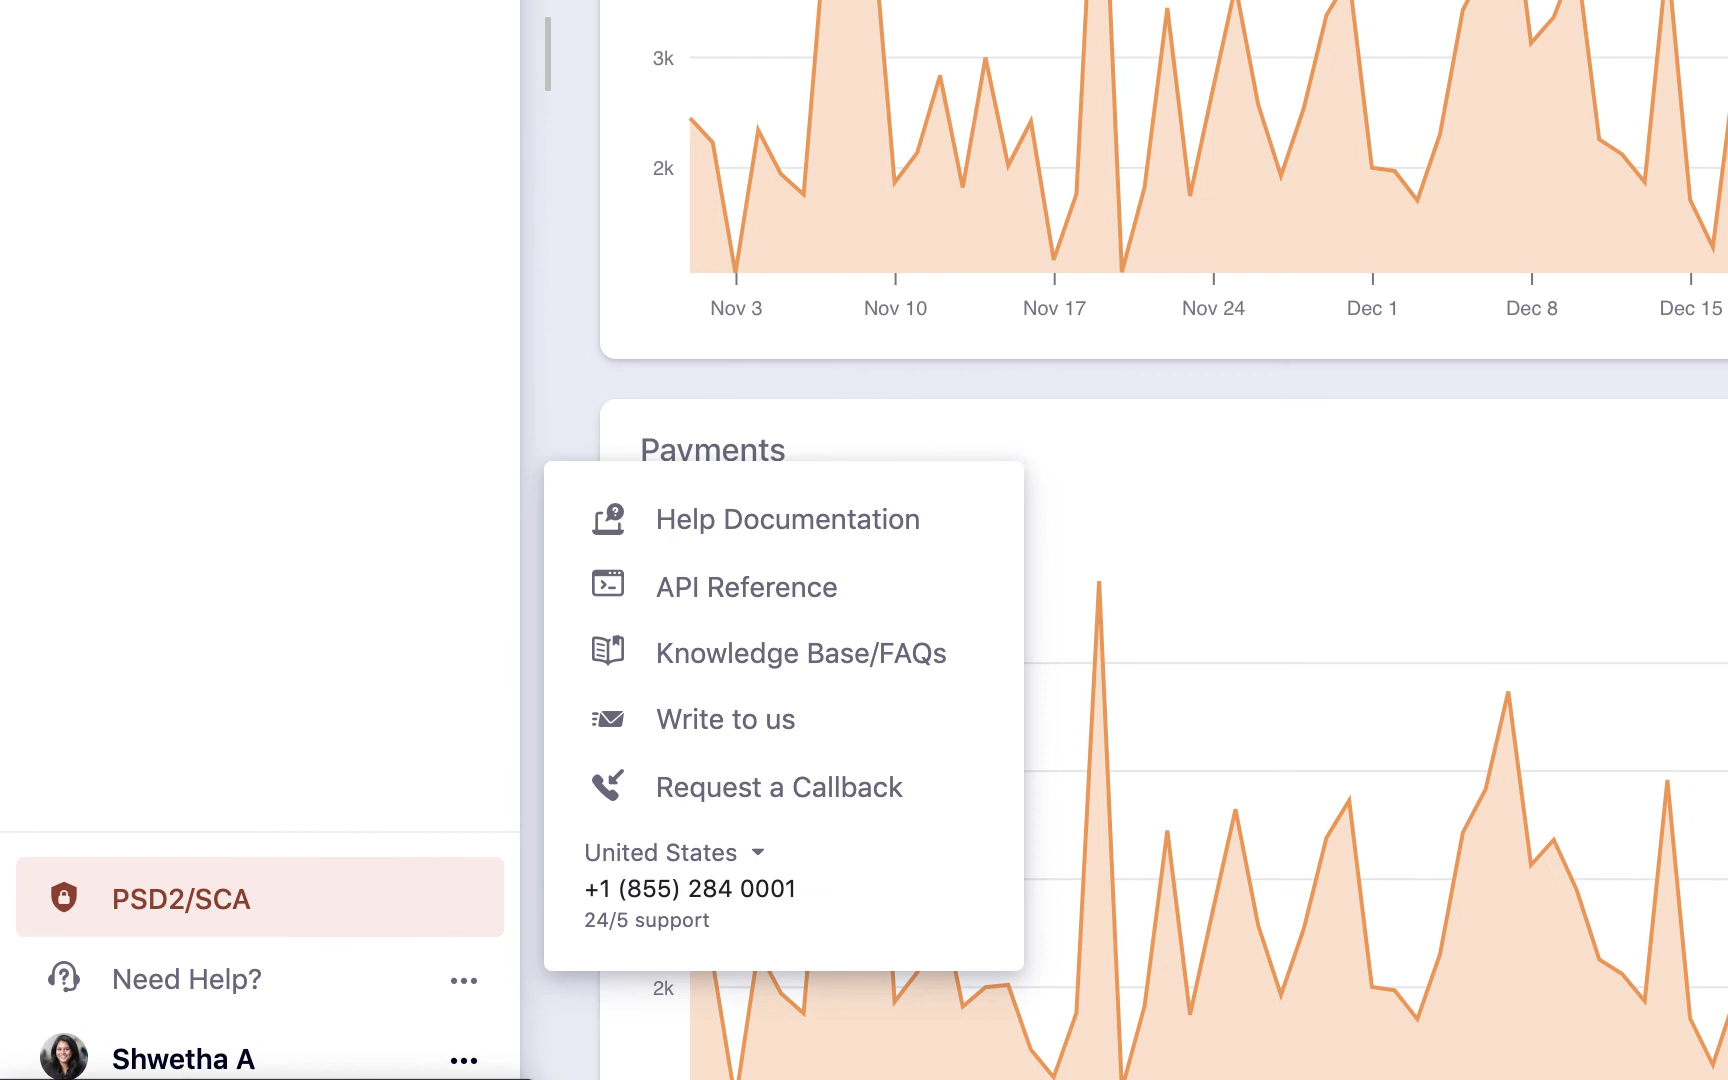 3k
2k
Nov 3
Nov 10
Nov 17
Nov 24
Dec 1
Dec 8
Dec 15
Payments
Help Documentation
API Reference
Knowledge Base/FAQs
Write to us
Request a Callback
United States
+1 (855) 284 0001
24/5 support
2k
PSD2/SCA
Need Help?
Shwetha A